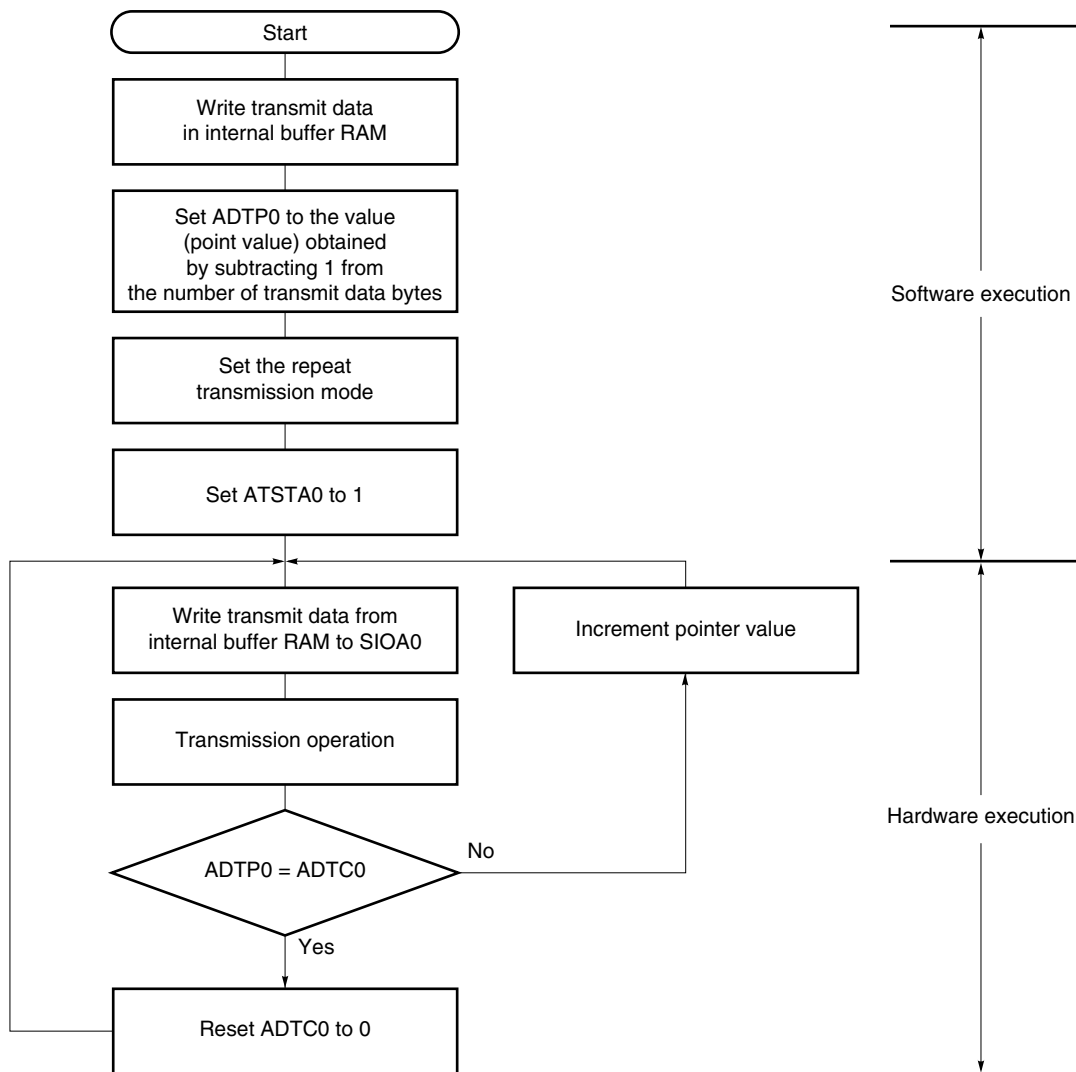 Start
Write transmit data
in internal buffer RAM
Set ADTP0 to the value
(point value) obtained
by subtracting 1 from
the number of transmit data bytes
Software execution
Set the repeat
transmission mode
Set ATSTA0 to 1
Write transmit data from
internal buffer RAM to SIOA0
Increment pointer value
Transmission operation
Hardware execution
ADTP0 = ADTC0
No
Yes
Reset ADTC0 to 0